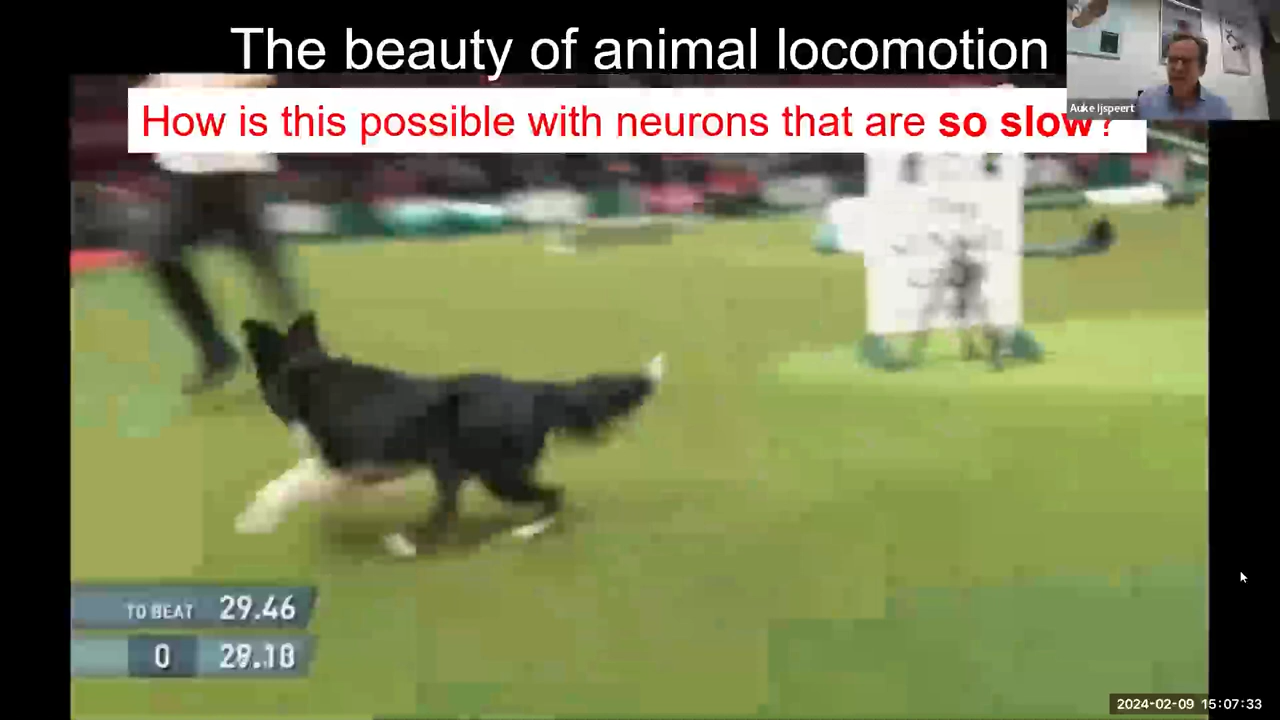 The beauty of animal locomotion
How is this possible with neurons that are so slow?
Auke Ijspeert
TO BEAT 29.46
0 28.18
2024-02-09 15:07:33